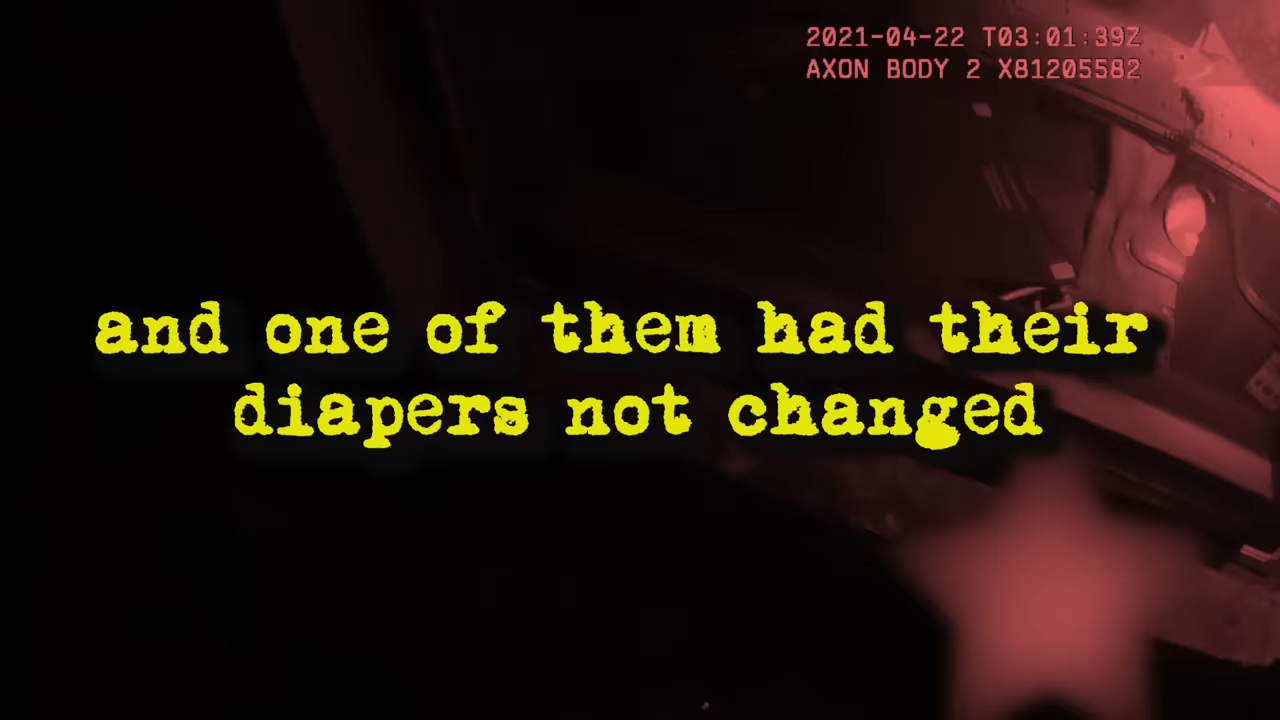 2021-04-22 T03:01:39Z
AXON BODY 2 X81205582
and one of them had their
diapers not changed